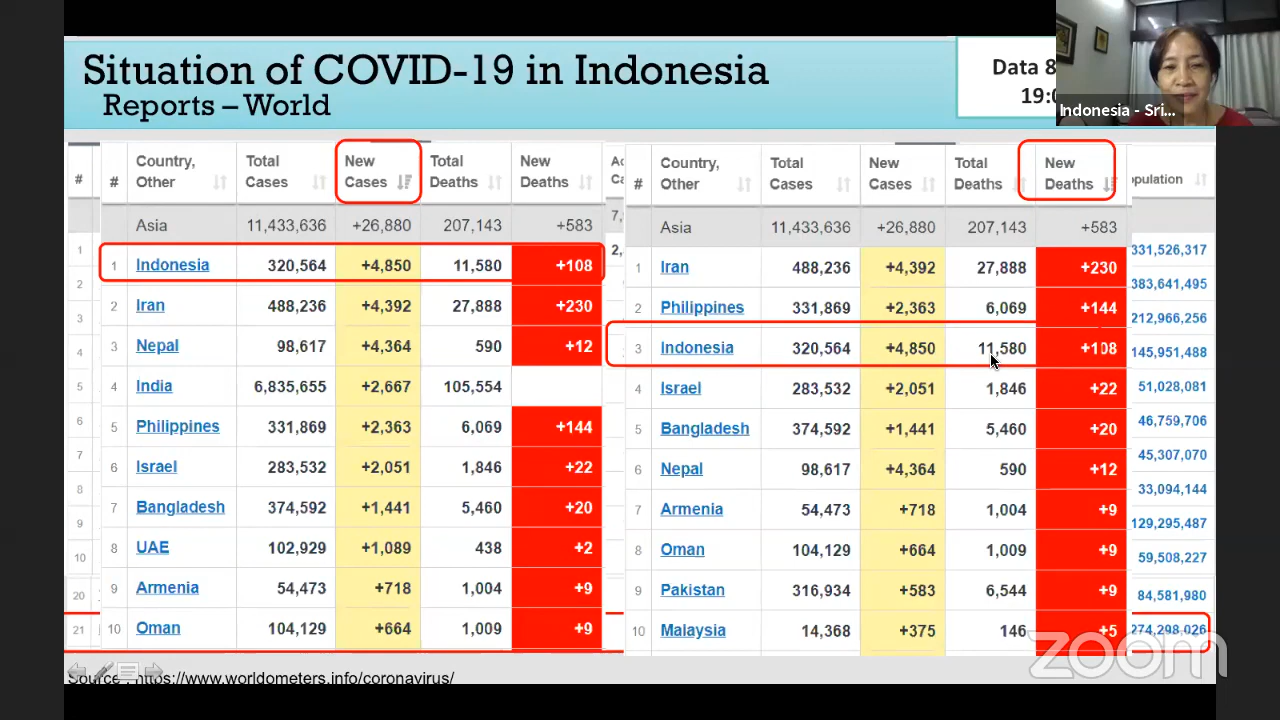 Situation of COVID-19 in Indonesia
Reports – World
Data 8
19:0
Indonesia - Sri...
#
# Country, Other Total Cases New Cases Total Deaths New Deaths
Asia 11,433,636 +26,880 207,143 +583
1 Indonesia 320,564 +4,850 11,580 +108
2 Iran 488,236 +4,392 27,888 +230
3 Nepal 98,617 +4,364 590 +12
4 India 6,835,655 +2,667 105,554
5 Philippines 331,869 +2,363 6,069 +144
6 Israel 283,532 +2,051 1,846 +22
7 Bangladesh 374,592 +1,441 5,460 +20
8 UAE 102,929 +1,089 438 +2
9 Armenia 54,473 +718 1,004 +9
10 Oman 104,129 +664 1,009 +9
1
2
3
4
5
6
7
8
9
10
20
21
# Country, Other Total Cases New Cases Total Deaths New Deaths
Asia 11,433,636 +26,880 207,143 +583
1 Iran 488,236 +4,392 27,888 +230
2 Philippines 331,869 +2,363 6,069 +144
3 Indonesia 320,564 +4,850 11,580 +108
4 Israel 283,532 +2,051 1,846 +22
5 Bangladesh 374,592 +1,441 5,460 +20
6 Nepal 98,617 +4,364 590 +12
7 Armenia 54,473 +718 1,004 +9
8 Oman 104,129 +664 1,009 +9
9 Pakistan 316,934 +583 6,544 +9
10 Malaysia 14,368 +375 146 +5
opulation
331,526,317
383,641,495
212,966,256
145,951,488
51,028,081
46,759,706
45,307,070
33,094,144
129,295,487
59,508,227
84,581,980
274,298,026
zoom
Source : https://www.worldometers.info/coronavirus/